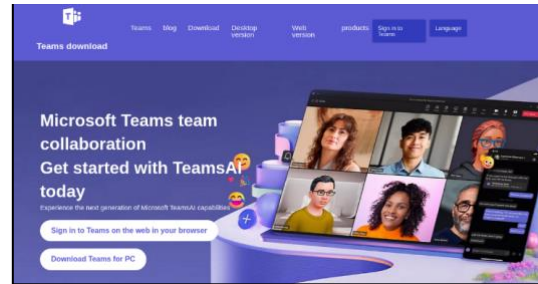 Teams
blog
Download
Desktop
version
Web
version
products
Sign in to
Teams
Language
Teams download
Microsoft Teams team
collaboration
Get started with TeamsAI
today
Experience the next generation of Microsoft TeamsAI capabilities
Sign in to Teams on the web in your browser
Download Teams for PC